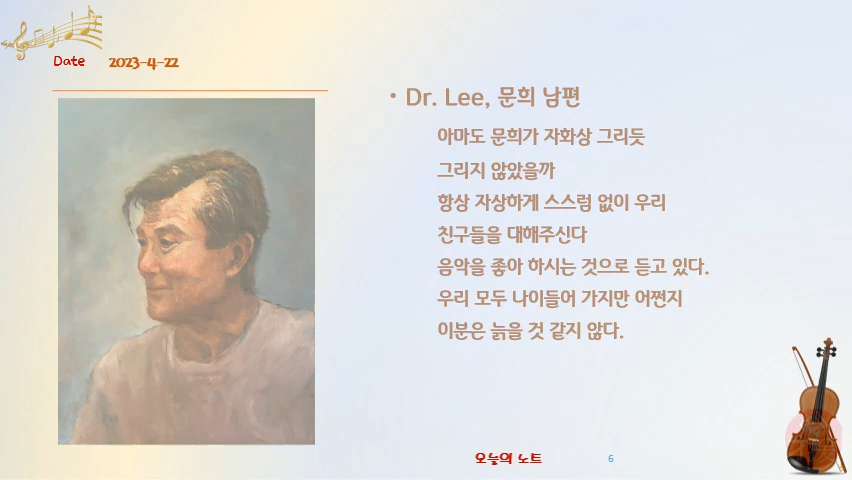 Date 2023-4-22
• Dr. Lee, 문희 남편
아마도 문희가 자화상 그리듯
그리지 않았을까
항상 자상하게 스스럼 없이 우리
친구들을 대해주신다
음악을 좋아 하시는 것으로 듣고 있다.
우리 모두 나이들어 가지만 어쩐지
이분은 늙을 것 같지 않다.
오늘의 노트 6